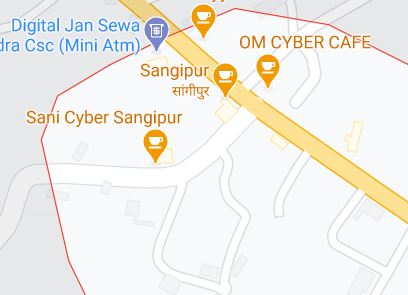 Digital Jan Sewa
dra Csc (Mini Atm)
OM CYBER CAFE
Sangipur
सांगीपुर
Sani Cyber Sangipur